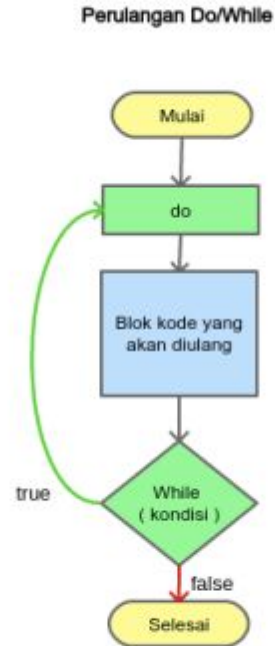 Perulangan Do/While
Mulai
do
Blok kode yang
akan diulang
While
( kondisi )
true
false
Selesai